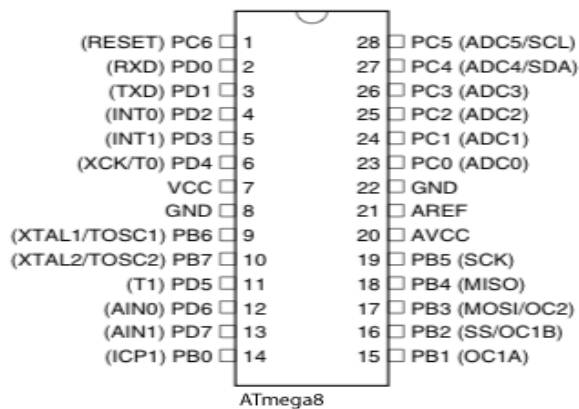 (RESET) PC6 1 28 PC5 (ADC5/SCL)
(RXD) PD0 2 27 PC4 (ADC4/SDA)
(TXD) PD1 3 26 PC3 (ADC3)
(INT0) PD2 4 25 PC2 (ADC2)
(INT1) PD3 5 24 PC1 (ADC1)
(XCK/T0) PD4 6 23 PC0 (ADC0)
VCC 7 22 GND
GND 8 21 AREF
(XTAL1/TOSC1) PB6 9 20 AVCC
(XTAL2/TOSC2) PB7 10 19 PB5 (SCK)
(T1) PD5 11 18 PB4 (MISO)
(AIN0) PD6 12 17 PB3 (MOSI/OC2)
(AIN1) PD7 13 16 PB2 (SS/OC1B)
(ICP1) PB0 14 15 PB1 (OC1A)
ATmega8